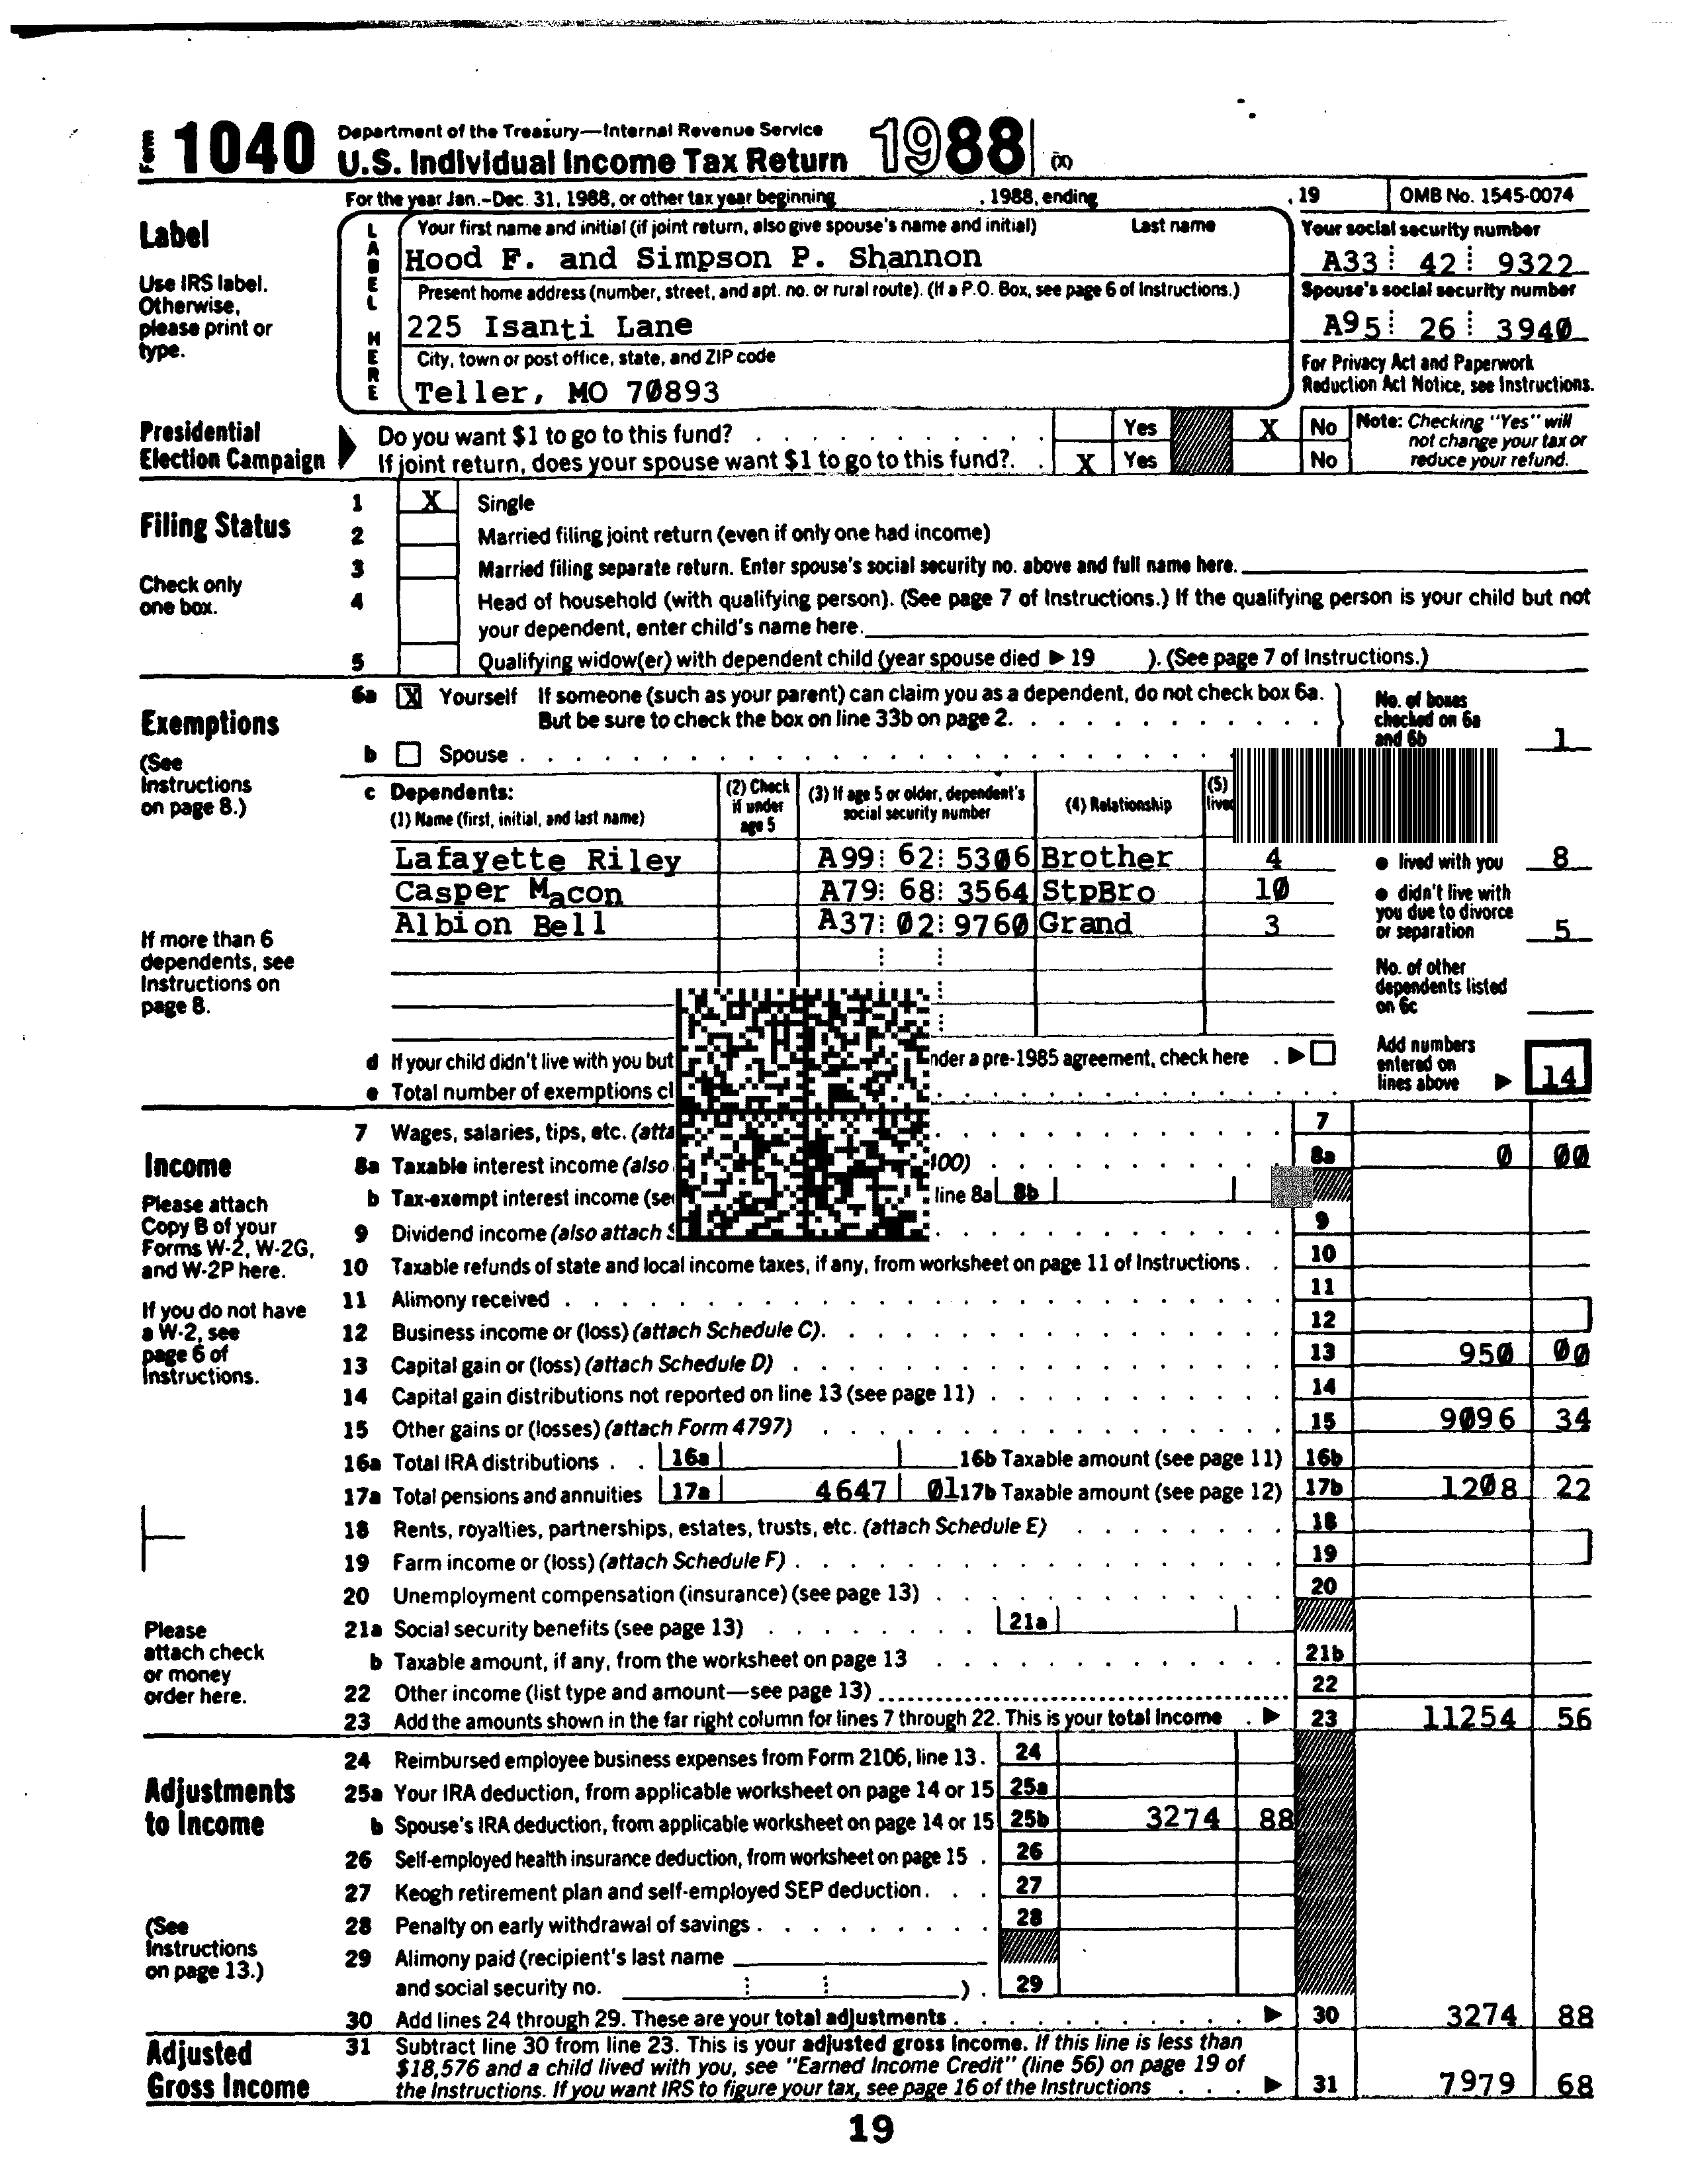 Form 1040 Department of the Treasury—Internal Revenue Service
U.S. Individual Income Tax Return 1988 (X)
For the year Jan.-Dec. 31, 1988, or other tax year beginning , 1988, ending , 19 OMB No. 1545-0074
Label
Use IRS label. Otherwise, please print or type.
LABEL HERE
Your first name and initial (if joint return, also give spouse's name and initial) Last name
Hood F. and Simpson P. Shannon
Your social security number
A33 42 9322
Present home address (number, street, and apt. no. or rural route). (If a P.O. Box, see page 6 of Instructions.)
225 Isanti Lane
Spouse's social security number
A95 26 3940
City, town or post office, state, and ZIP code
Teller, MO 70893
For Privacy Act and Paperwork
Reduction Act Notice, see Instructions.
Presidential
Election Campaign
Do you want $1 to go to this fund? Yes X No
If joint return, does your spouse want $1 to go to this fund?. X Yes No
Note: Checking "Yes" will
not change your tax or
reduce your refund.
Filing Status
Check only
one box.
1 X Single
2 Married filing joint return (even if only one had income)
3 Married filing separate return. Enter spouse's social security no. above and full name here.
4 Head of household (with qualifying person). (See page 7 of Instructions.) If the qualifying person is your child but not
your dependent, enter child's name here.
5 Qualifying widow(er) with dependent child (year spouse died ▶ 19 ). (See page 7 of Instructions.)
Exemptions
(See
Instructions
on page 8.)
6a X Yourself If someone (such as your parent) can claim you as a dependent, do not check box 6a.
But be sure to check the box on line 33b on page 2.
b Spouse
No. of boxes
checked on 6a
and 6b 1
c Dependents:
(1) Name (first, initial, and last name)
(2) Check
if under
age 5
(3) If age 5 or older, dependent's
social security number
(4) Relationship
(5)
Lafayette Riley A99 62 5306 Brother 4
Casper Macon A79 68 3564 StpBro 10
Albion Bell A37 02 9760 Grand 3
● lived with you 8
● didn't live with
you due to divorce
or separation 5
No. of other
dependents listed
on 6c
If more than 6
dependents, see
Instructions on
page 8.
d If your child didn't live with you but under a pre-1985 agreement, check here ▶
e Total number of exemptions
Add numbers
entered on
lines above ▶ 14
Income
Please attach
Copy B of your
Forms W-2, W-2G,
and W-2P here.
If you do not have
a W-2, see
page 6 of
Instructions.
7 Wages, salaries, tips, etc. 7
8a Taxable interest income (also 8a 0 00
b Tax-exempt interest income line 8a 8b
9 Dividend income (also attach 9
10 Taxable refunds of state and local income taxes, if any, from worksheet on page 11 of Instructions. 10
11 Alimony received 11
12 Business income or (loss) (attach Schedule C). 12
13 Capital gain or (loss) (attach Schedule D) 13 950 00
14 Capital gain distributions not reported on line 13 (see page 11) 14
15 Other gains or (losses) (attach Form 4797) 15 9096 34
16a Total IRA distributions 16a 16b Taxable amount (see page 11) 16b
17a Total pensions and annuities 17a 4647 01 17b Taxable amount (see page 12) 17b 1208 22
18 Rents, royalties, partnerships, estates, trusts, etc. (attach Schedule E) 18
19 Farm income or (loss) (attach Schedule F) 19
20 Unemployment compensation (insurance) (see page 13) 20
21a Social security benefits (see page 13) 21a
b Taxable amount, if any, from the worksheet on page 13 21b
22 Other income (list type and amount—see page 13) 22
23 Add the amounts shown in the far right column for lines 7 through 22. This is your total income ▶ 23 11254 56
Please
attach check
or money
order here.
Adjustments
to Income
(See
Instructions
on page 13.)
24 Reimbursed employee business expenses from Form 2106, line 13. 24
25a Your IRA deduction, from applicable worksheet on page 14 or 15 25a
b Spouse's IRA deduction, from applicable worksheet on page 14 or 15 25b 3274 88
26 Self-employed health insurance deduction, from worksheet on page 15 26
27 Keogh retirement plan and self-employed SEP deduction. 27
28 Penalty on early withdrawal of savings 28
29 Alimony paid (recipient's last name
and social security no. ). 29
30 Add lines 24 through 29. These are your total adjustments ▶ 30 3274 88
Adjusted
Gross Income
31 Subtract line 30 from line 23. This is your adjusted gross income. If this line is less than
$18,576 and a child lived with you, see "Earned Income Credit" (line 56) on page 19 of
the Instructions. If you want IRS to figure your tax, see page 16 of the Instructions ▶ 31 7979 68
19